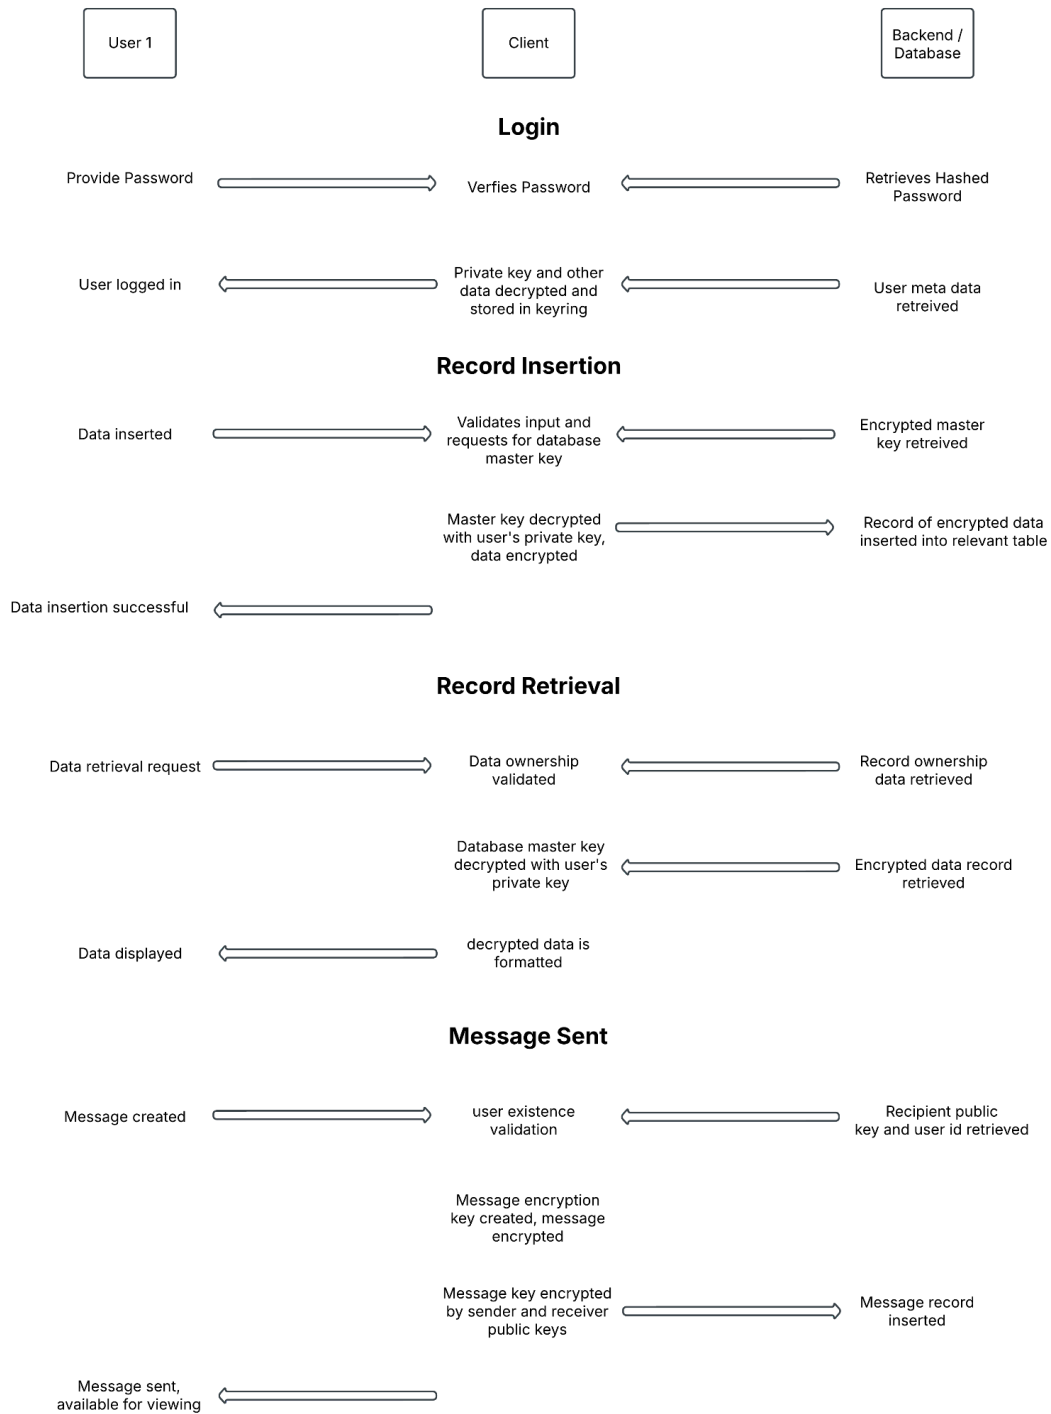 User 1
Client
Backend /
Database
Login
Provide Password
Verfies Password
Retrieves Hashed
Password
User logged in
Private key and other
data decrypted and
stored in keyring
User meta data
retreived
Record Insertion
Data inserted
Validates input and
requests for database
master key
Encrypted master
key retreived
Master key decrypted
with user's private key,
data encrypted
Record of encrypted data
inserted into relevant table
Data insertion successful
Record Retrieval
Data retrieval request
Data ownership
validated
Record ownership
data retrieved
Database master key
decrypted with user's
private key
Encrypted data record
retrieved
Data displayed
decrypted data is
formatted
Message Sent
Message created
user existence
validation
Recipient public
key and user id retrieved
Message encryption
key created, message
encrypted
Message key encrypted
by sender and receiver
public keys
Message record
inserted
Message sent,
available for viewing